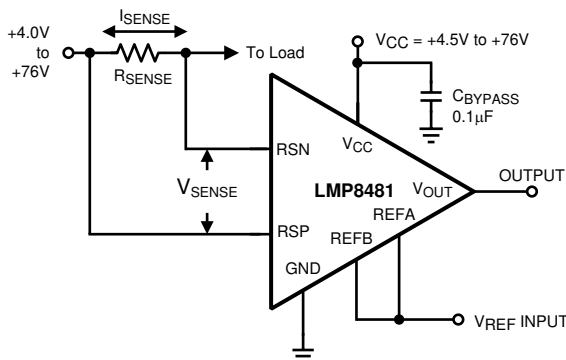 +4.0V
to
+76V
ISENSE
RSENSE
To Load
VCC = +4.5V to +76V
CBYPASS
0.1μF
VCC
RSN
VSENSE
LMP8481
VOUT
OUTPUT
REFA
REFB
RSP
GND
VREF INPUT